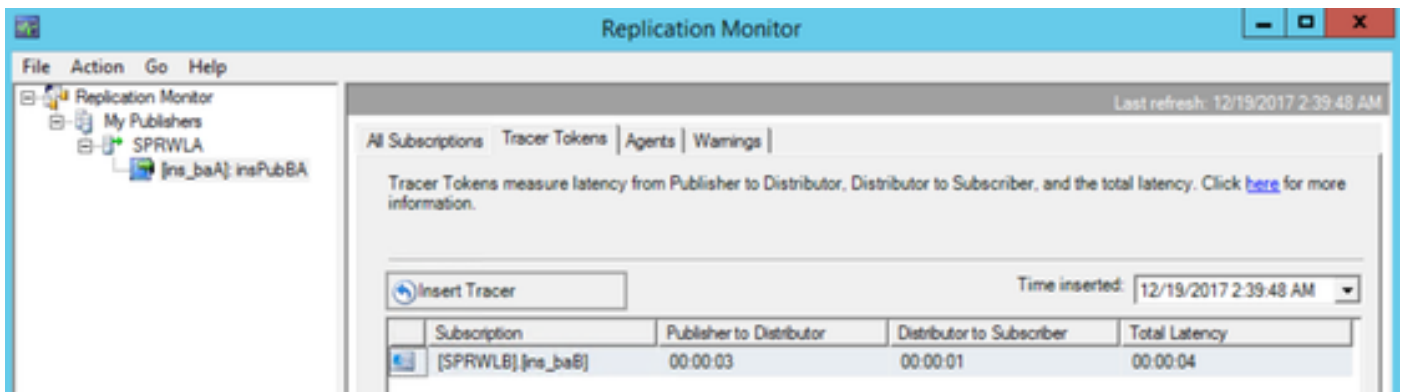 Replication Monitor
File Action Go Help
Replication Monitor
My Publishers
SPRWLA
[ins_baA]: insPubBA
Last refresh: 12/19/2017 2:39:48 AM
All Subscriptions Tracer Tokens Agents Warnings
Tracer Tokens measure latency from Publisher to Distributor, Distributor to Subscriber, and the total latency. Click here for more
information.
Insert Tracer
Time inserted: 12/19/2017 2:39:48 AM
Subscription Publisher to Distributor Distributor to Subscriber Total Latency
[SPRWLB].[ins_baB] 00:00:03 00:00:01 00:00:04